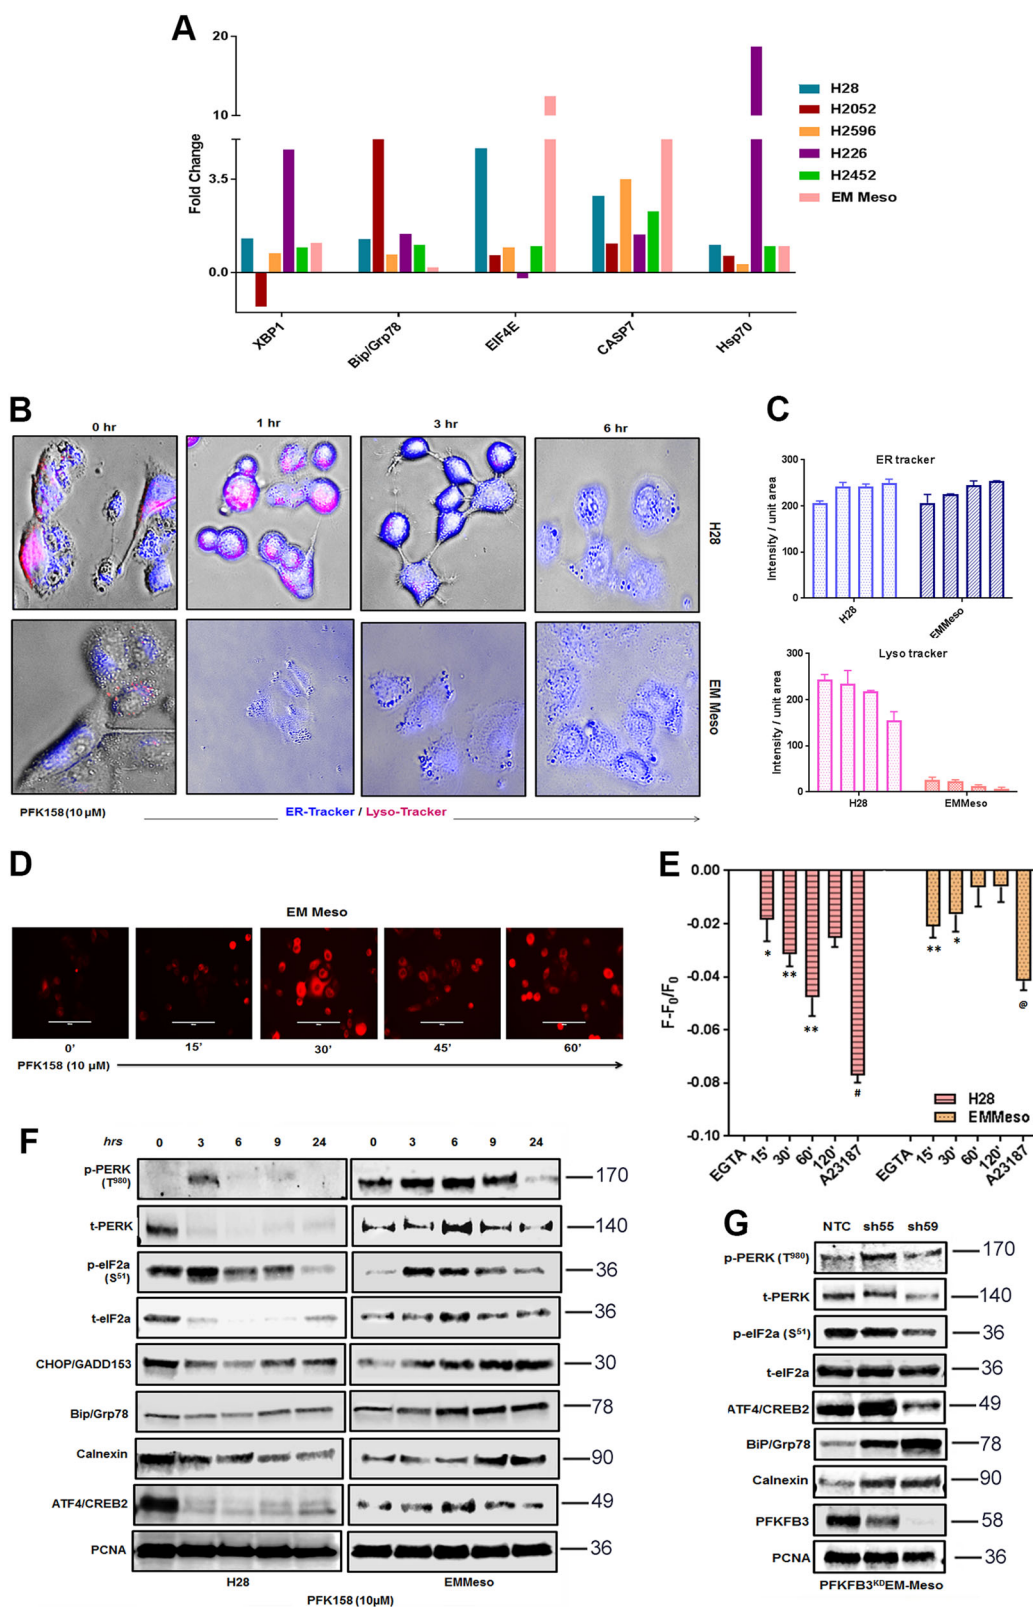 A
20
10
3.5
0.0
Fold Change
H28
H2052
H2596
H226
H2452
EM Meso
XBP1
Bip/Grp78
EIF4E
CASP7
Hsp70
B
0 hr
1 hr
3 hr
6 hr
H28
EM Meso
PFK158 (10 µM)
ER-Tracker / Lyso-Tracker
C
ER tracker
300
200
100
0
Intensity / unit area
H28
EMMeso
Lyso tracker
300
200
100
0
Intensity / unit area
H28
EMMeso
D
EM Meso
0'
15'
30'
45'
60'
PFK158 (10 µM)
E
0.00
-0.02
-0.04
-0.06
-0.08
-0.10
F-F0/F0
*
**
**
#
**
*
@
H28
EMMeso
EGTA
15'
30'
60'
120'
A23187
EGTA
15'
30'
60'
120'
A23187
F
hrs 0 3 6 9 24 0 3 6 9 24
p-PERK
(T980)
170
t-PERK
140
p-eIF2a
(S51)
36
t-eIF2a
36
CHOP/GADD153
30
Bip/Grp78
78
Calnexin
90
ATF4/CREB2
49
PCNA
36
H28
EMMeso
PFK158 (10µM)
G
NTC sh55 sh59
p-PERK (T980)
170
t-PERK
140
p-eIF2a (S51)
36
t-eIF2a
36
ATF4/CREB2
49
BiP/Grp78
78
Calnexin
90
PFKFB3
58
PCNA
36
PFKFB3KDEM-Meso